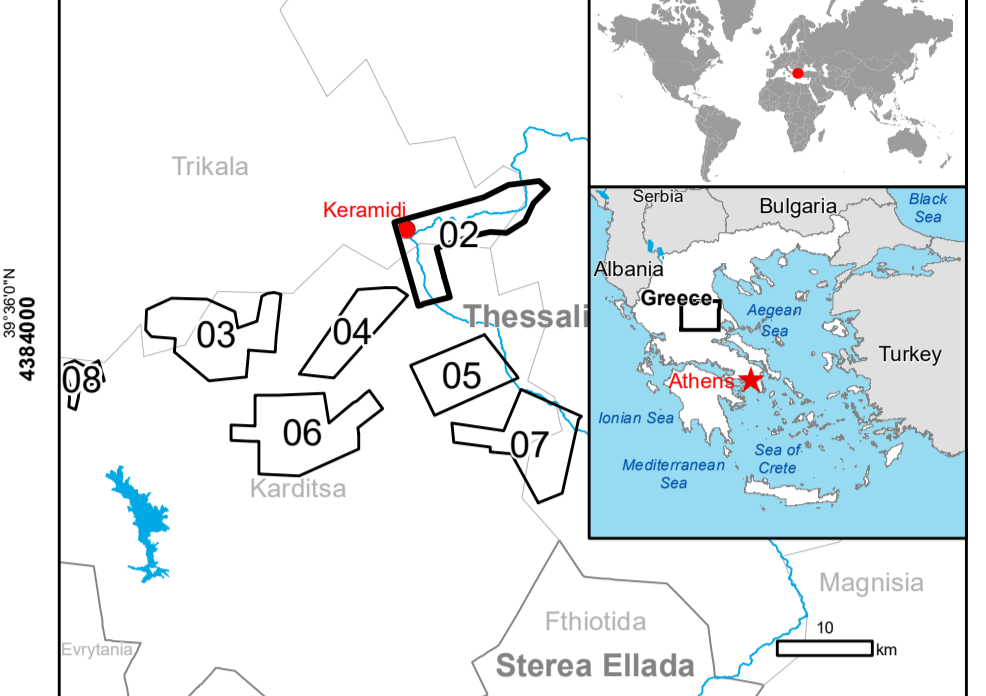 Trikala
Keramidi
02
39°36'0"N
4384000
03
04
Thessali
05
08
06
07
Karditsa
Evrytania
Fthiotida
Sterea Ellada
Magnisia
10
km
Serbia
Bulgaria
Black
Sea
Albania
Greece
Aegean
Sea
Turkey
Athens
Ionian Sea
Mediterranean
Sea
Sea of
Crete